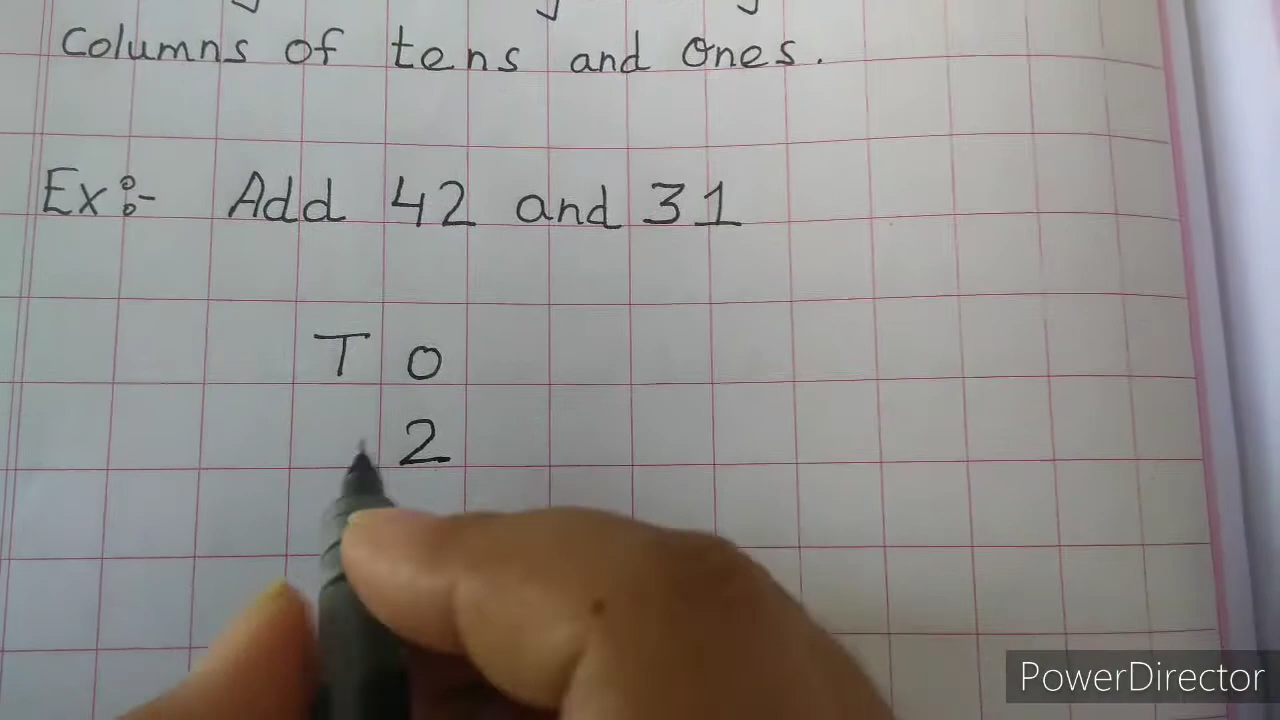 columns of tens and ones.
Ex:- Add 42 and 31
T O
2
PowerDirector